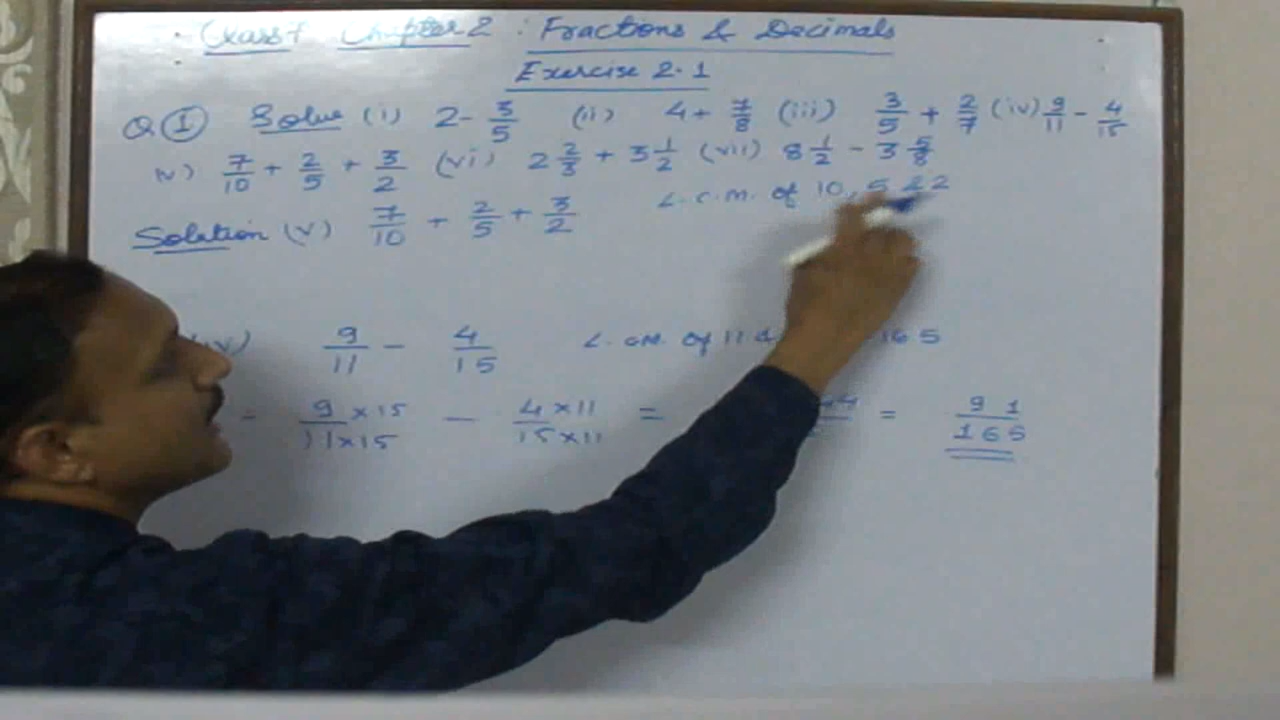 Class 7 Chapter 2 : Fractions & Decimals
Exercise 2.1
Q ① Solve (i) 2 - 3/5 (ii) 4 + 7/8 (iii) 3/5 + 2/7 (iv) 9/11 - 4/15
(v) 7/10 + 2/5 + 3/2 (vi) 2 2/3 + 3 1/2 (vii) 8 1/2 - 3 5/8
Solution (v) 7/10 + 2/5 + 3/2 L.C.M. of 10, 5 & 2
9/11 - 4/15 L.CM. of 11 & 165
= 9×15/11×15 - 4×11/15×11 = = 91/165